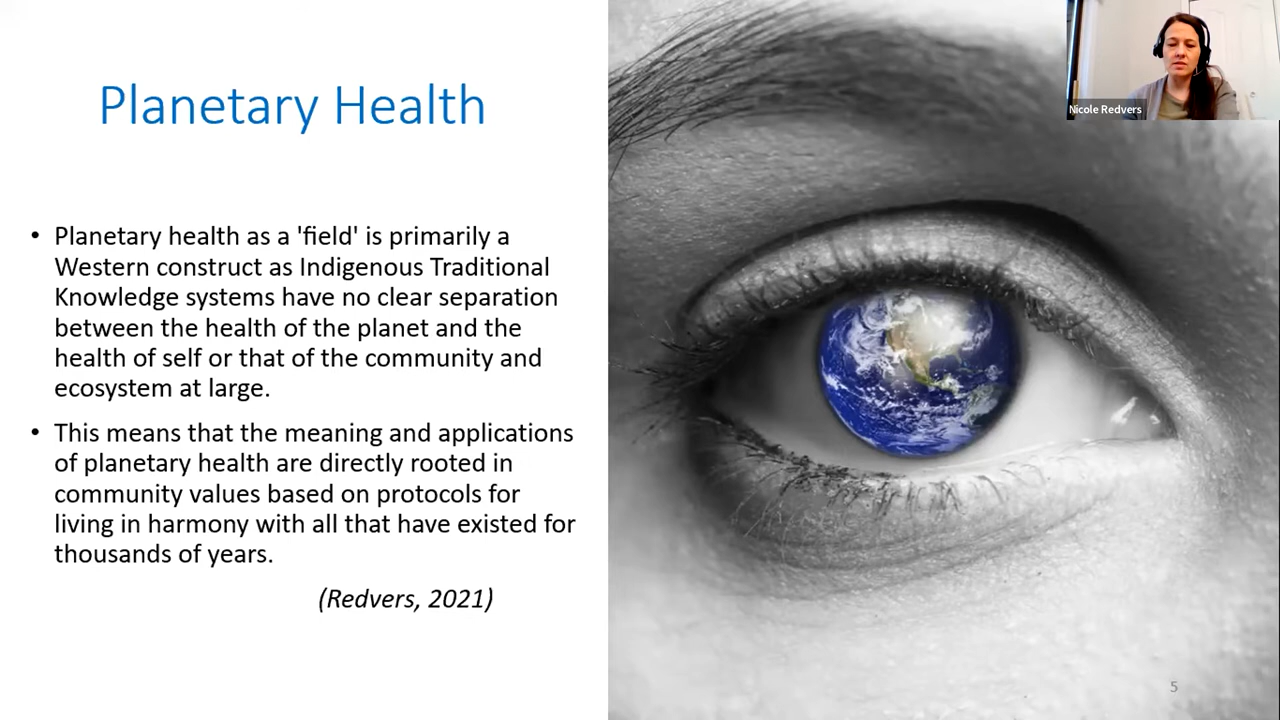 Planetary Health
• Planetary health as a 'field' is primarily a
Western construct as Indigenous Traditional
Knowledge systems have no clear separation
between the health of the planet and the
health of self or that of the community and
ecosystem at large.
• This means that the meaning and applications
of planetary health are directly rooted in
community values based on protocols for
living in harmony with all that have existed for
thousands of years.
(Redvers, 2021)
Nicole Redvers
5